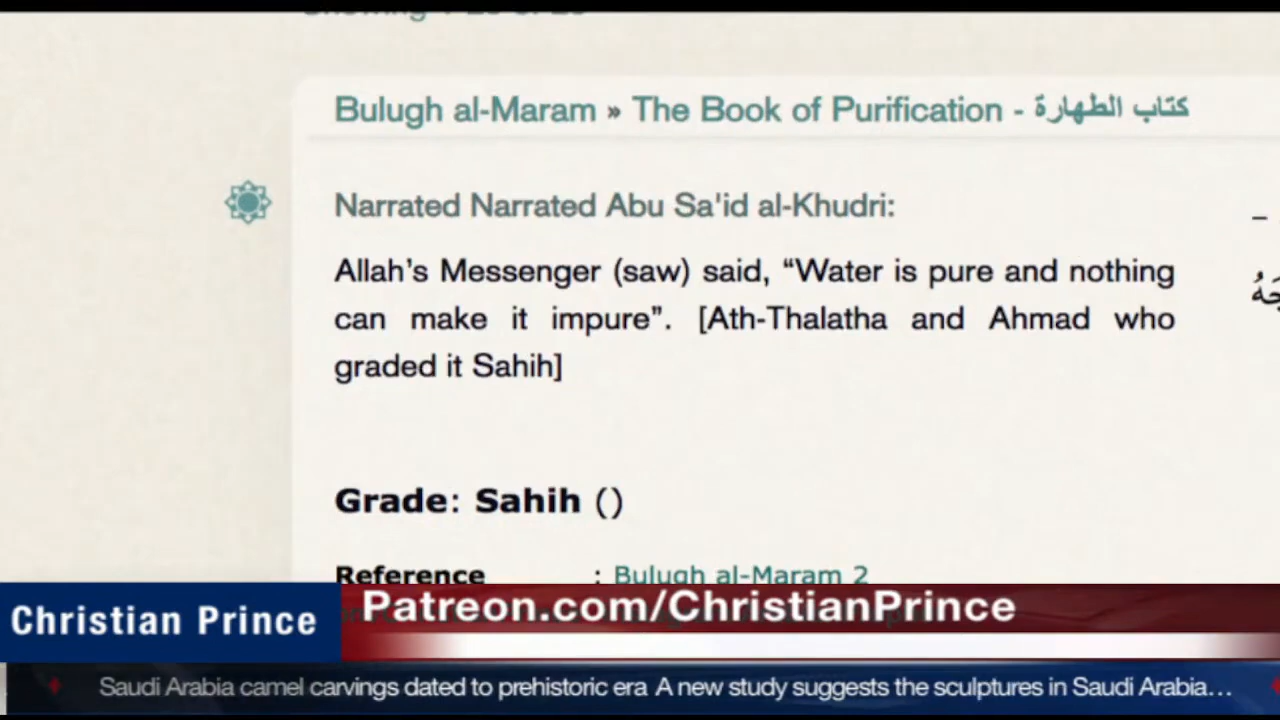 Bulugh al-Maram » The Book of Purification - كتاب الطهارة
Narrated Narrated Abu Sa'id al-Khudri:
Allah’s Messenger (saw) said, “Water is pure and nothing
can make it impure”. [Ath-Thalatha and Ahmad who
graded it Sahih]
Grade: Sahih ()
Reference : Bulugh al-Maram 2
Christian Prince
Patreon.com/ChristianPrince
Saudi Arabia camel carvings dated to prehistoric era A new study suggests the sculptures in Saudi Arabia...